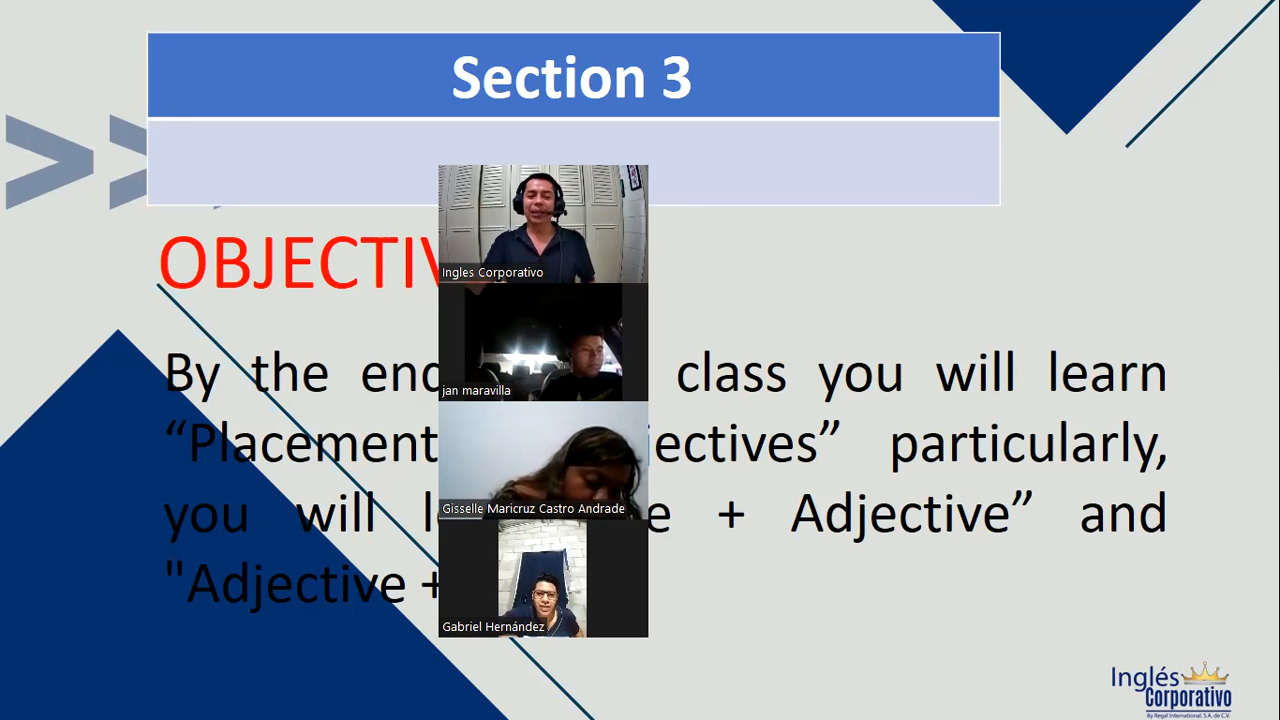 Section 3
OBJECTIV
By the end class you will learn
“Placement jectives” particularly,
you will l e + Adjective” and
"Adjective +
Ingles Corporativo
jan maravilla
Gisselle Maricruz Castro Andrade
Gabriel Hernández
Inglés
Corporativo
By Regal International, S.A. de C.V.